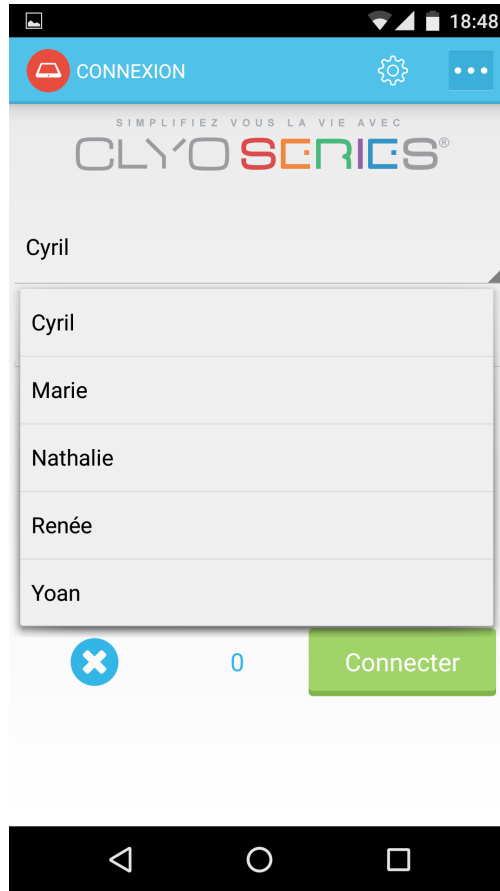 18:48
CONNEXION
SIMPLIFIEZ VOUS LA VIE AVEC
CLYO SERIES®
Cyril
Cyril
Marie
Nathalie
Renée
Yoan
0
Connecter